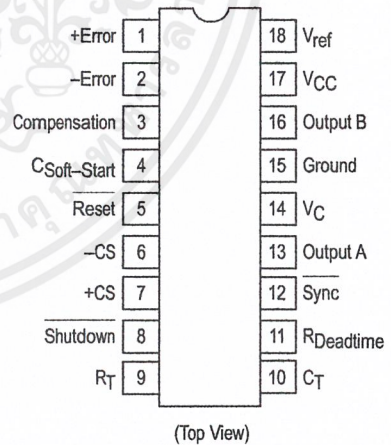 +Error 1
–Error 2
Compensation 3
CSoft–Start 4
Reset 5
–CS 6
+CS 7
Shutdown 8
RT 9
18 Vref
17 VCC
16 Output B
15 Ground
14 VC
13 Output A
12 Sync
11 RDeadtime
10 CT
(Top View)